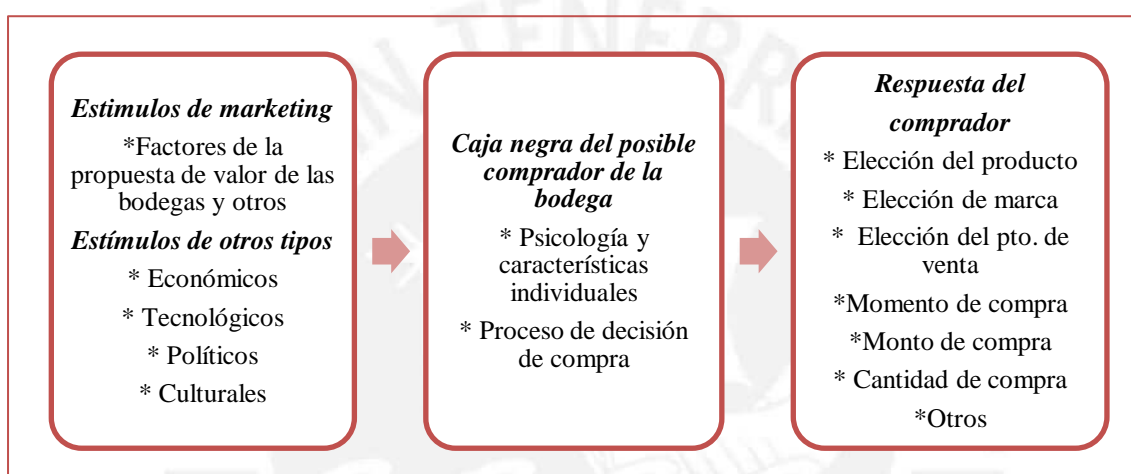 Estimulos de marketing
*Factores de la
propuesta de valor de las
bodegas y otros
Estímulos de otros tipos
* Económicos
* Tecnológicos
* Políticos
* Culturales
Caja negra del posible
comprador de la
bodega
* Psicología y
características
individuales
* Proceso de decisión
de compra
Respuesta del
comprador
* Elección del producto
* Elección de marca
* Elección del pto. de
venta
*Momento de compra
*Monto de compra
* Cantidad de compra
*Otros